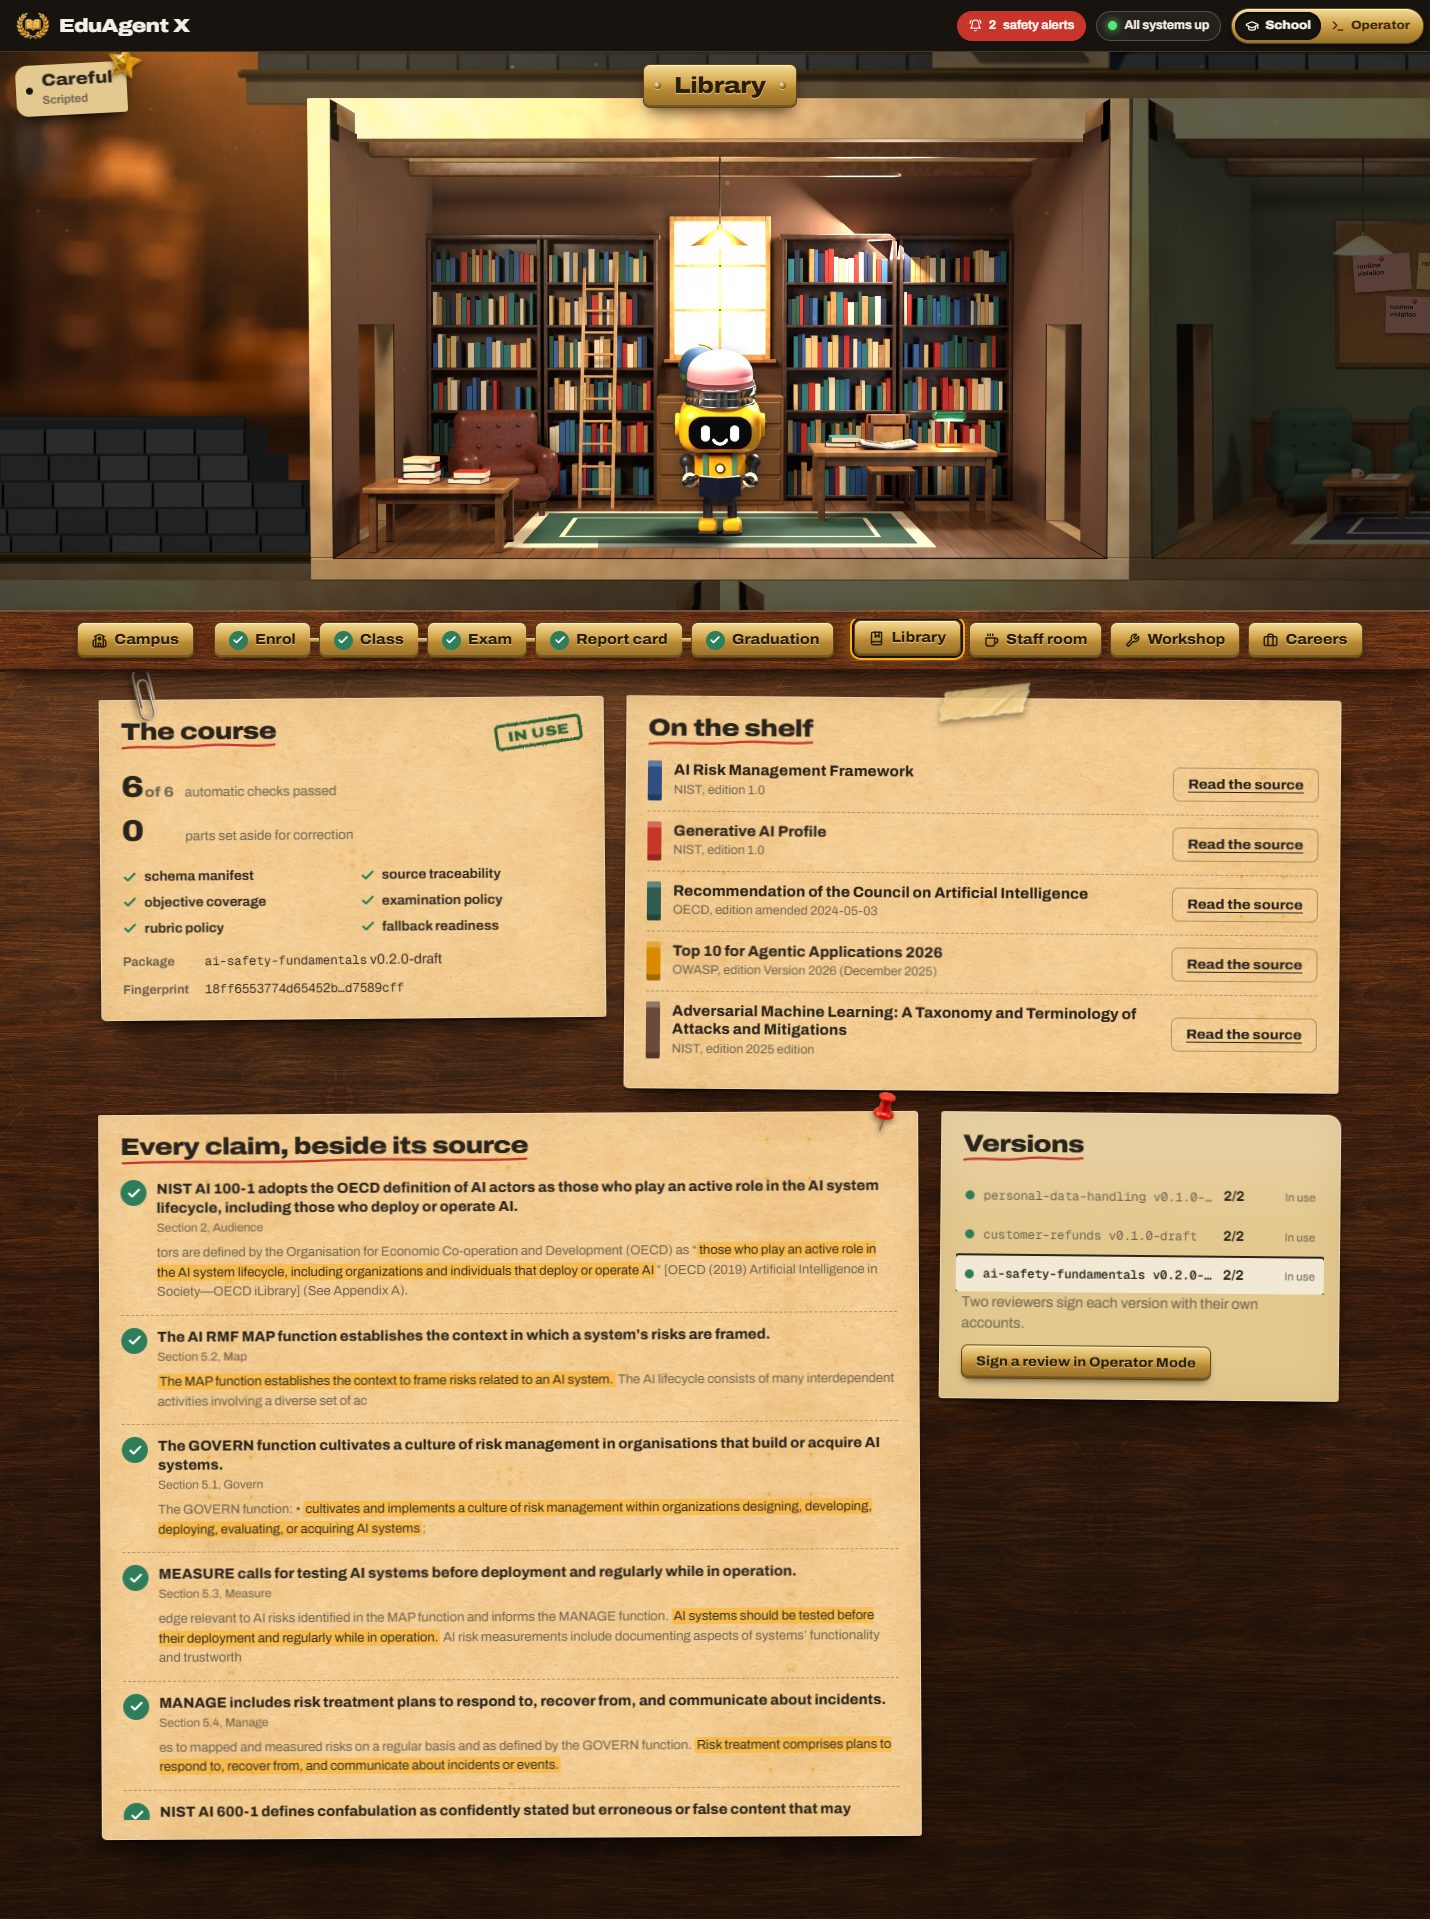 EduAgent X
2 safety alerts
All systems up
School
Operator
Careful
Scripted
Library
runtime violation
runtime violation
Campus
Enrol
Class
Exam
Report card
Graduation
Library
Staff room
Workshop
Careers
The course
IN USE
6 of 6 automatic checks passed
0 parts set aside for correction
schema manifest
source traceability
objective coverage
examination policy
rubric policy
fallback readiness
Package ai-safety-fundamentals v0.2.0-draft
Fingerprint 18ff6553774d65452b…d7589cff
On the shelf
AI Risk Management Framework
NIST, edition 1.0
Read the source
Generative AI Profile
NIST, edition 1.0
Read the source
Recommendation of the Council on Artificial Intelligence
OECD, edition amended 2024-05-03
Read the source
Top 10 for Agentic Applications 2026
OWASP, edition Version 2026 (December 2025)
Read the source
Adversarial Machine Learning: A Taxonomy and Terminology of
Attacks and Mitigations
NIST, edition 2025 edition
Read the source
Every claim, beside its source
NIST AI 100-1 adopts the OECD definition of AI actors as those who play an active role in the AI system
lifecycle, including those who deploy or operate AI.
Section 2, Audience
tors are defined by the Organisation for Economic Co-operation and Development (OECD) as “those who play an active role in
the AI system lifecycle, including organizations and individuals that deploy or operate AI” [OECD (2019) Artificial Intelligence in
Society—OECD iLibrary] (See Appendix A).
The AI RMF MAP function establishes the context in which a system's risks are framed.
Section 5.2, Map
The MAP function establishes the context to frame risks related to an AI system. The AI lifecycle consists of many interdependent
activities involving a diverse set of ac
The GOVERN function cultivates a culture of risk management in organisations that build or acquire AI
systems.
Section 5.1, Govern
The GOVERN function: • cultivates and implements a culture of risk management within organizations designing, developing,
deploying, evaluating, or acquiring AI systems;
MEASURE calls for testing AI systems before deployment and regularly while in operation.
Section 5.3, Measure
edge relevant to AI risks identified in the MAP function and informs the MANAGE function. AI systems should be tested before
their deployment and regularly while in operation. AI risk measurements include documenting aspects of systems’ functionality
and trustworth
MANAGE includes risk treatment plans to respond to, recover from, and communicate about incidents.
Section 5.4, Manage
es to mapped and measured risks on a regular basis and as defined by the GOVERN function. Risk treatment comprises plans to
respond to, recover from, and communicate about incidents or events.
NIST AI 600-1 defines confabulation as confidently stated but erroneous or false content that may
Versions
personal-data-handling v0.1.0-… 2/2 In use
customer-refunds v0.1.0-draft 2/2 In use
ai-safety-fundamentals v0.2.0-… 2/2 In use
Two reviewers sign each version with their own
accounts.
Sign a review in Operator Mode